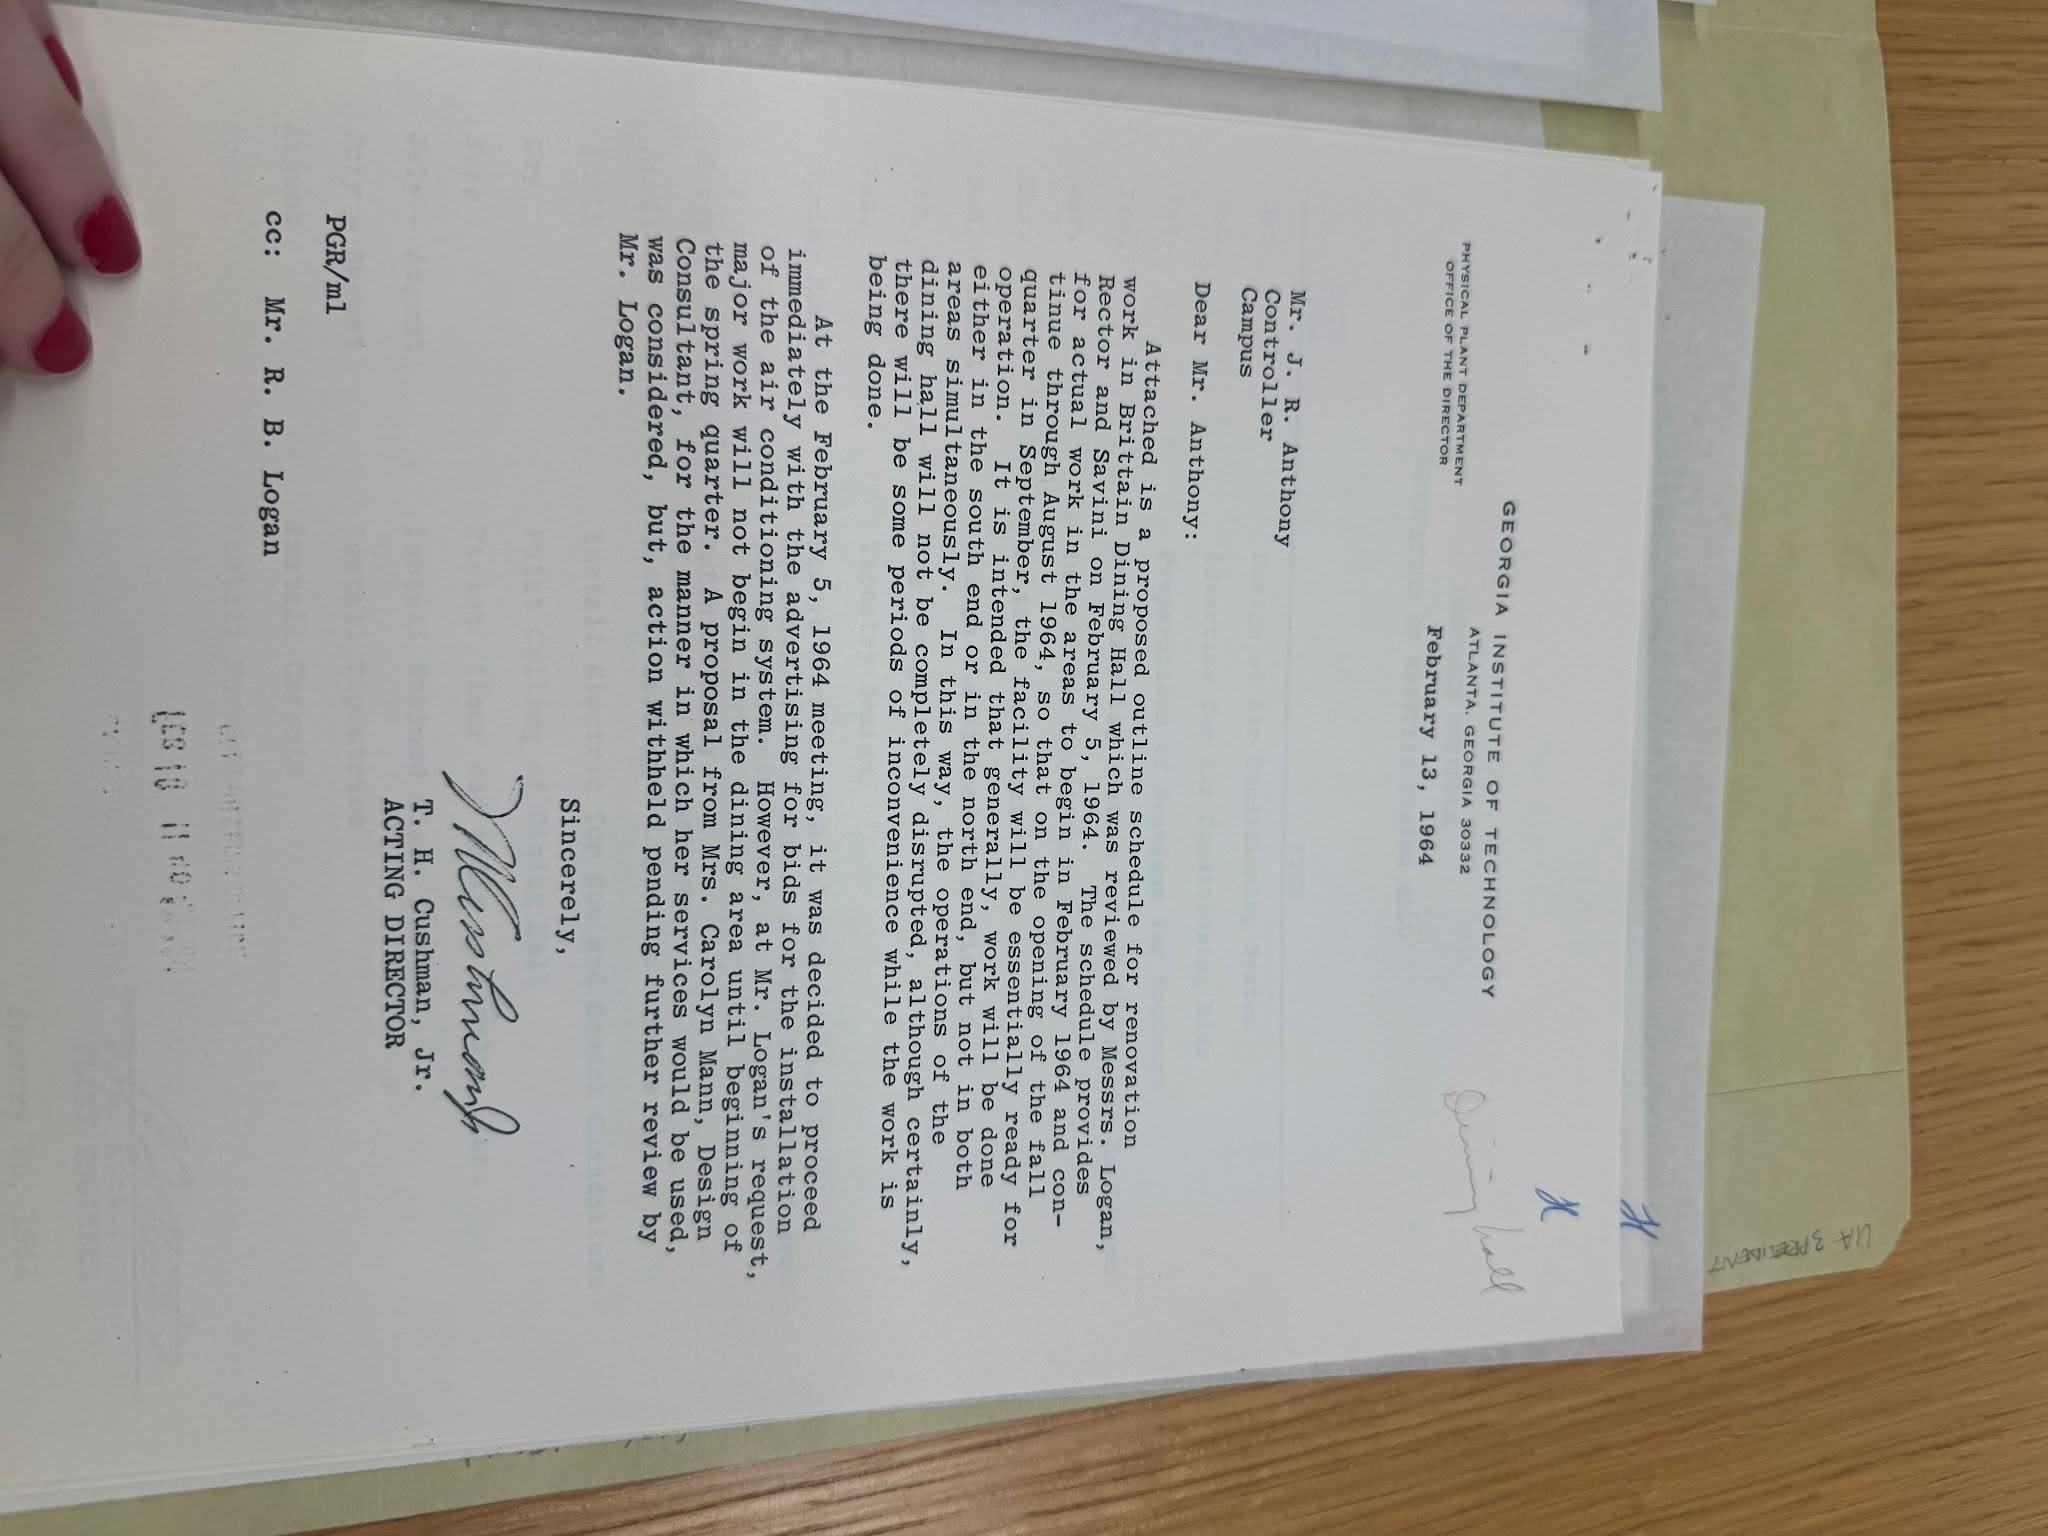 GEORGIA INSTITUTE OF TECHNOLOGY
ATLANTA, GEORGIA 30332
PHYSICAL PLANT DEPARTMENT
OFFICE OF THE DIRECTOR
February 13, 1964
Dining hall
UA 3 PRESIDENT
Mr. J. R. Anthony
Controller
Campus
Dear Mr. Anthony:
Attached is a proposed outline schedule for renovation
work in Brittain Dining Hall which was reviewed by Messrs. Logan,
Rector and Savini on February 5, 1964. The schedule provides
for actual work in the areas to begin in February 1964 and con-
tinue through August 1964, so that on the opening of the fall
quarter in September, the facility will be essentially ready for
operation. It is intended that generally, work will be done
either in the south end or in the north end, but not in both
areas simultaneously. In this way, the operations of the
dining hall will not be completely disrupted, although certainly,
there will be some periods of inconvenience while the work is
being done.
At the February 5, 1964 meeting, it was decided to proceed
immediately with the advertising for bids for the installation
of the air conditioning system. However, at Mr. Logan's request,
major work will not begin in the dining area until beginning of
the spring quarter. A proposal from Mrs. Carolyn Mann, Design
Consultant, for the manner in which her services would be used,
was considered, but, action withheld pending further review by
Mr. Logan.
Sincerely,
T. H. Cushman, Jr.
ACTING DIRECTOR
PGR/ml
cc: Mr. R. B. Logan